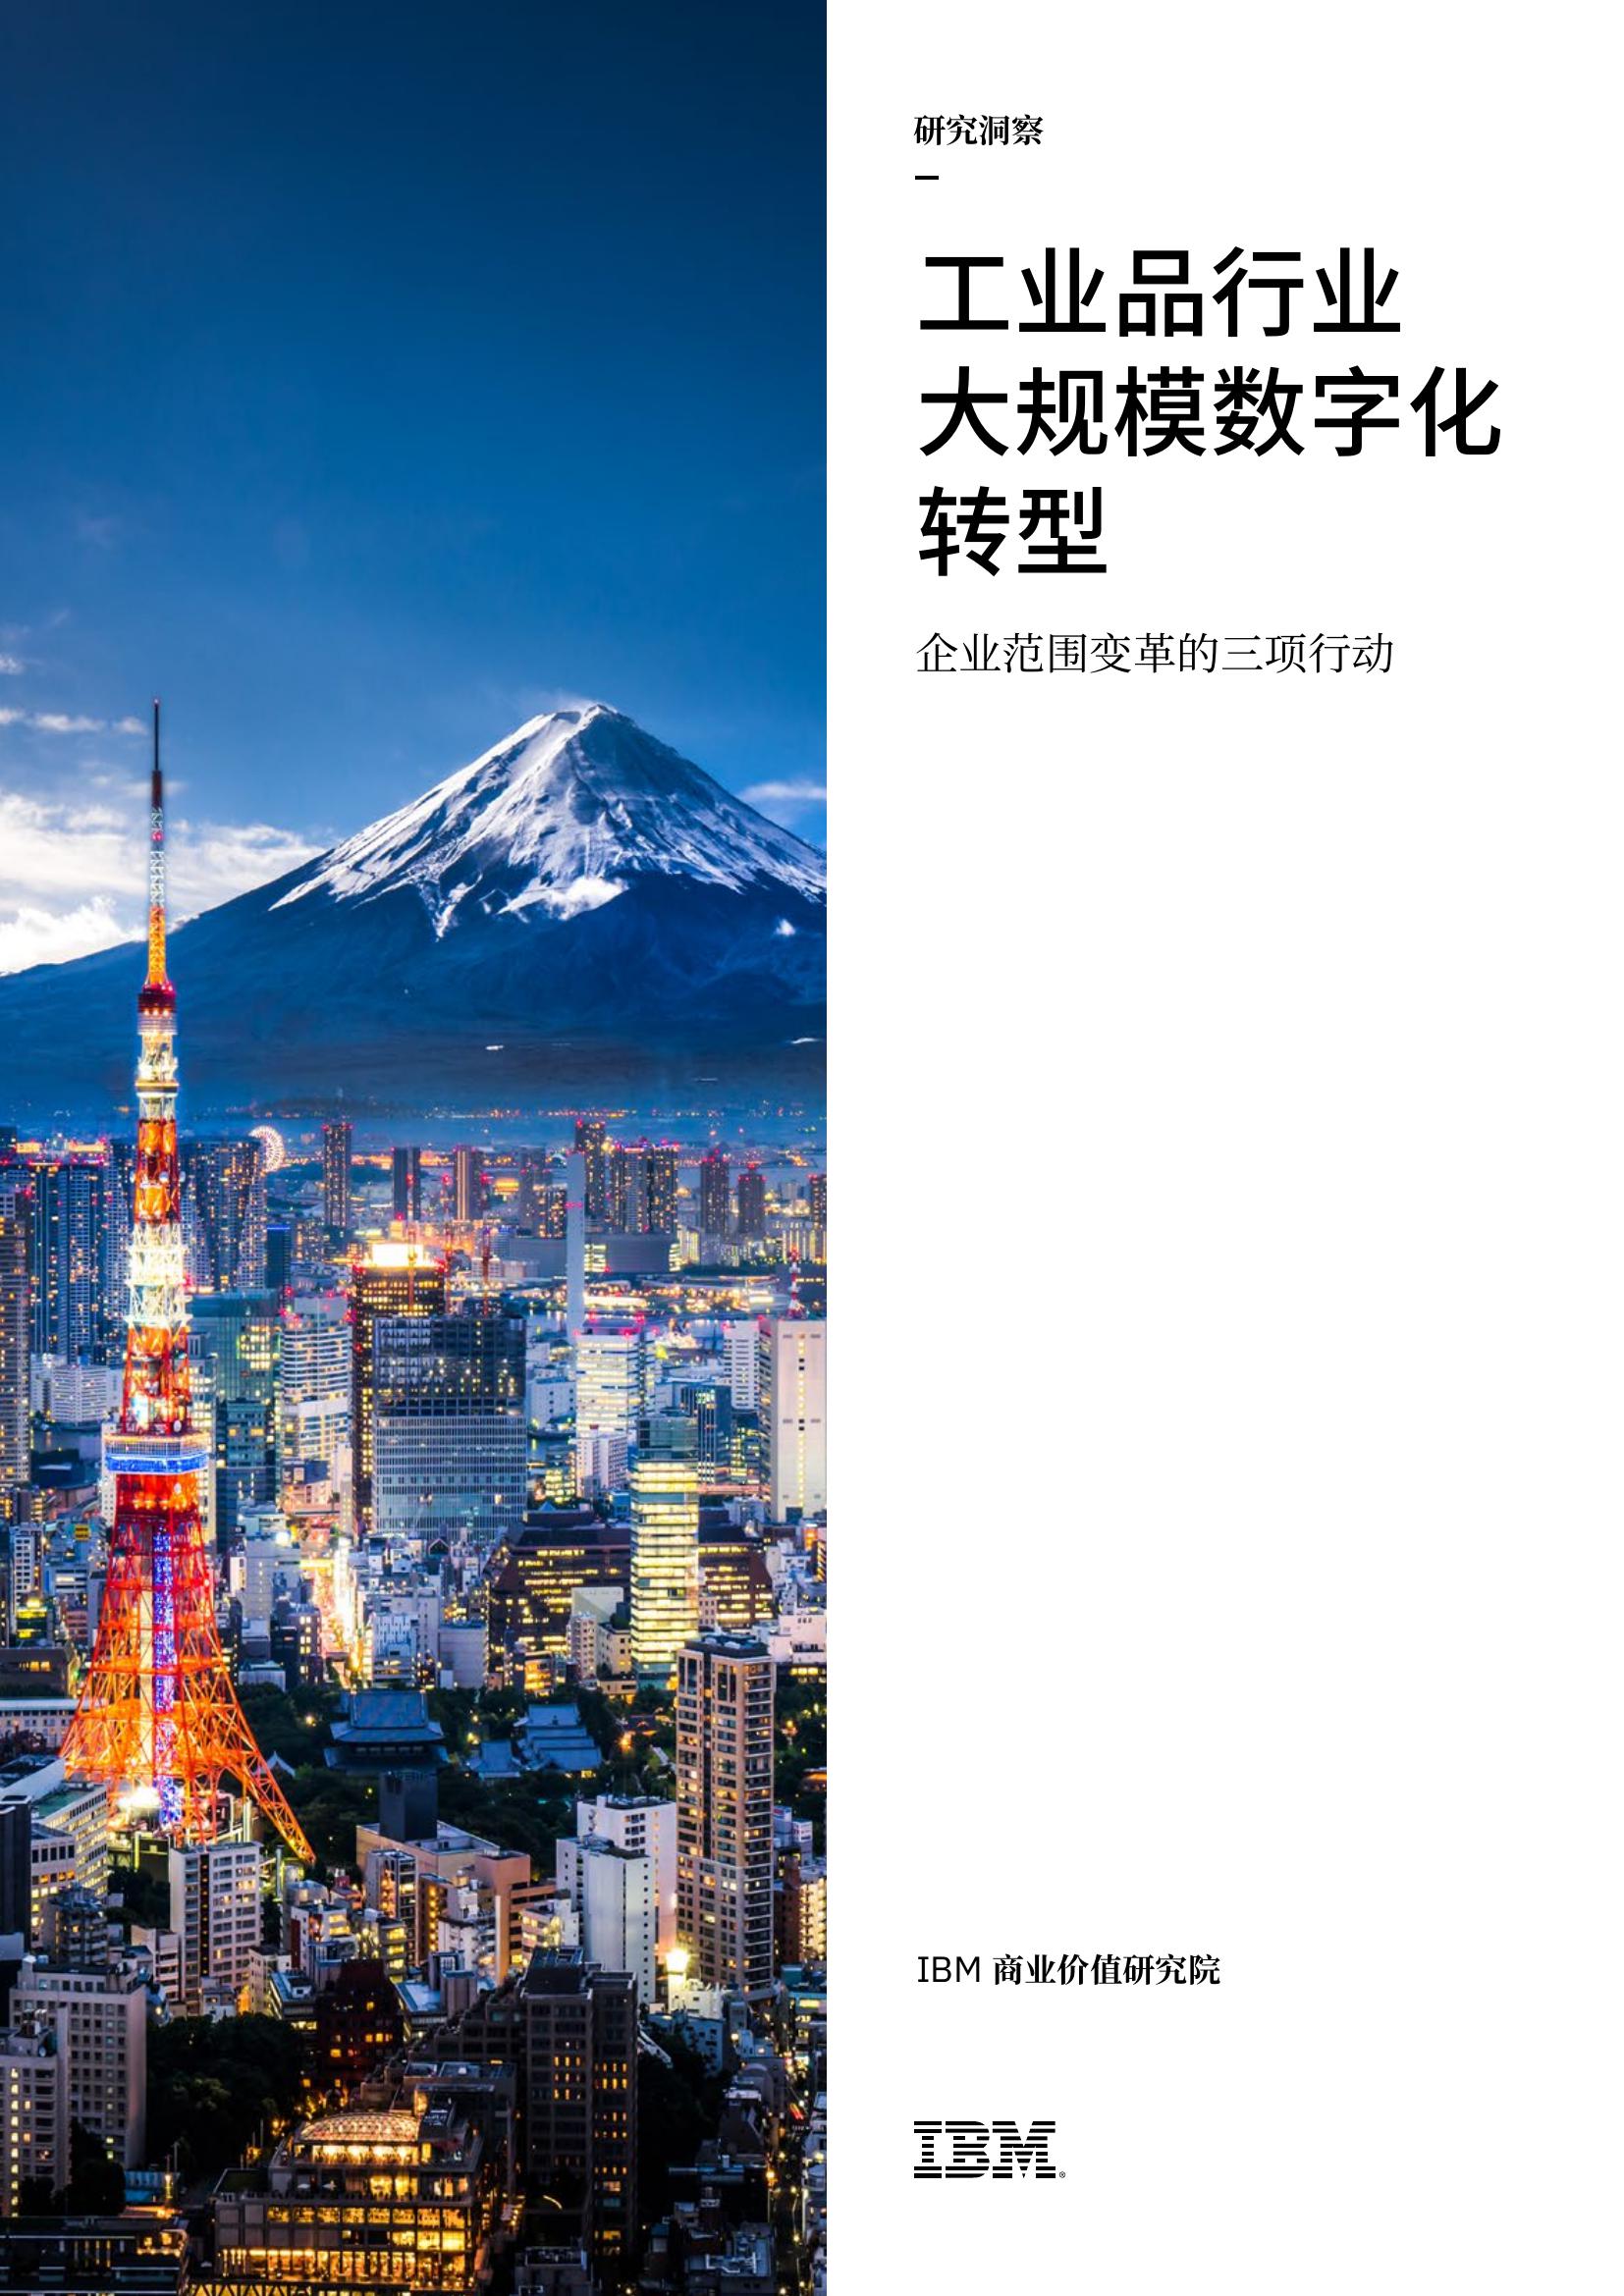 研究洞察
工业品行业
大规模数字化
转型
企业范围变革的三项行动
IBM 商业价值研究院
IBM®